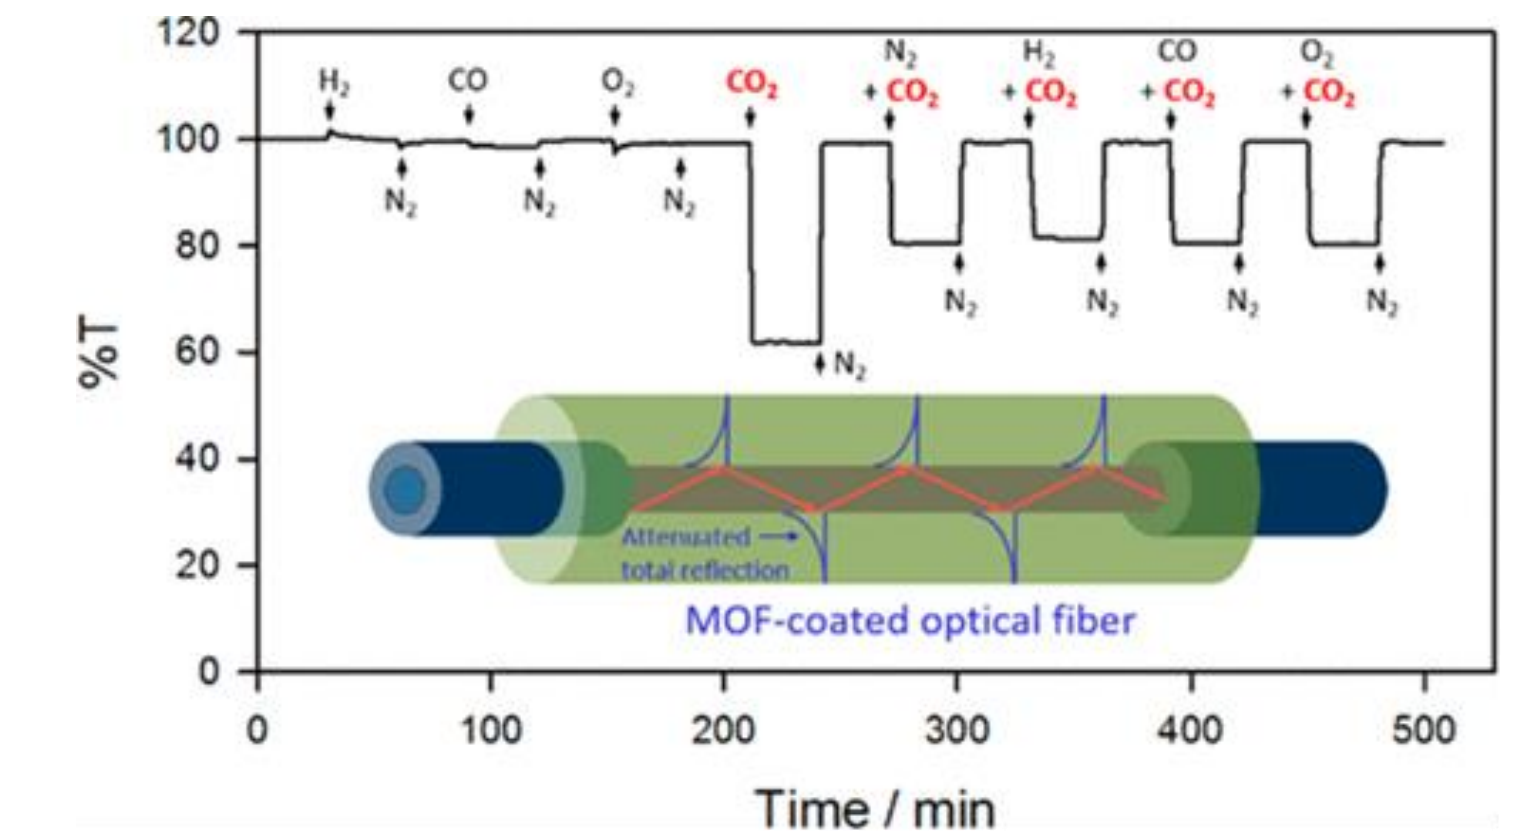 120
H₂
CO
O₂
CO₂
N₂
+ CO₂
H₂
+ CO₂
CO
+ CO₂
O₂
+ CO₂
100
N₂
N₂
N₂
80
N₂
N₂
N₂
N₂
60
N₂
%T
40
Attenuated
total reflection
20
MOF-coated optical fiber
0
0 100 200 300 400 500
Time / min